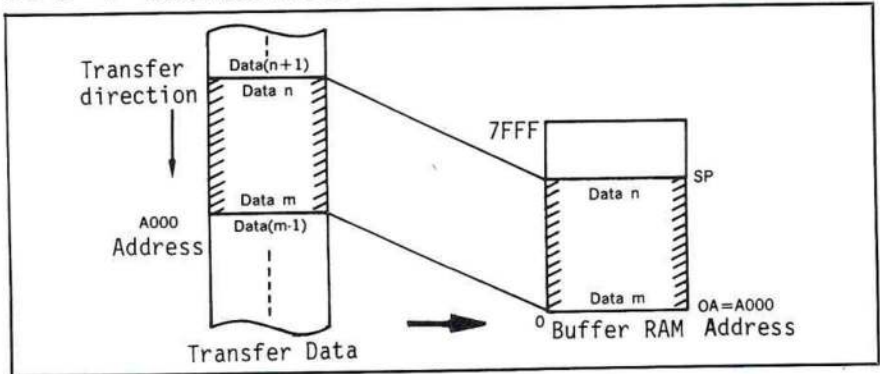 Data(n+1)
Transfer
direction
Data n
Data m
A000
Address
Data(m-1)
Transfer Data
7FFF
SP
Data n
Data m
0
OA=A000
Buffer RAM Address